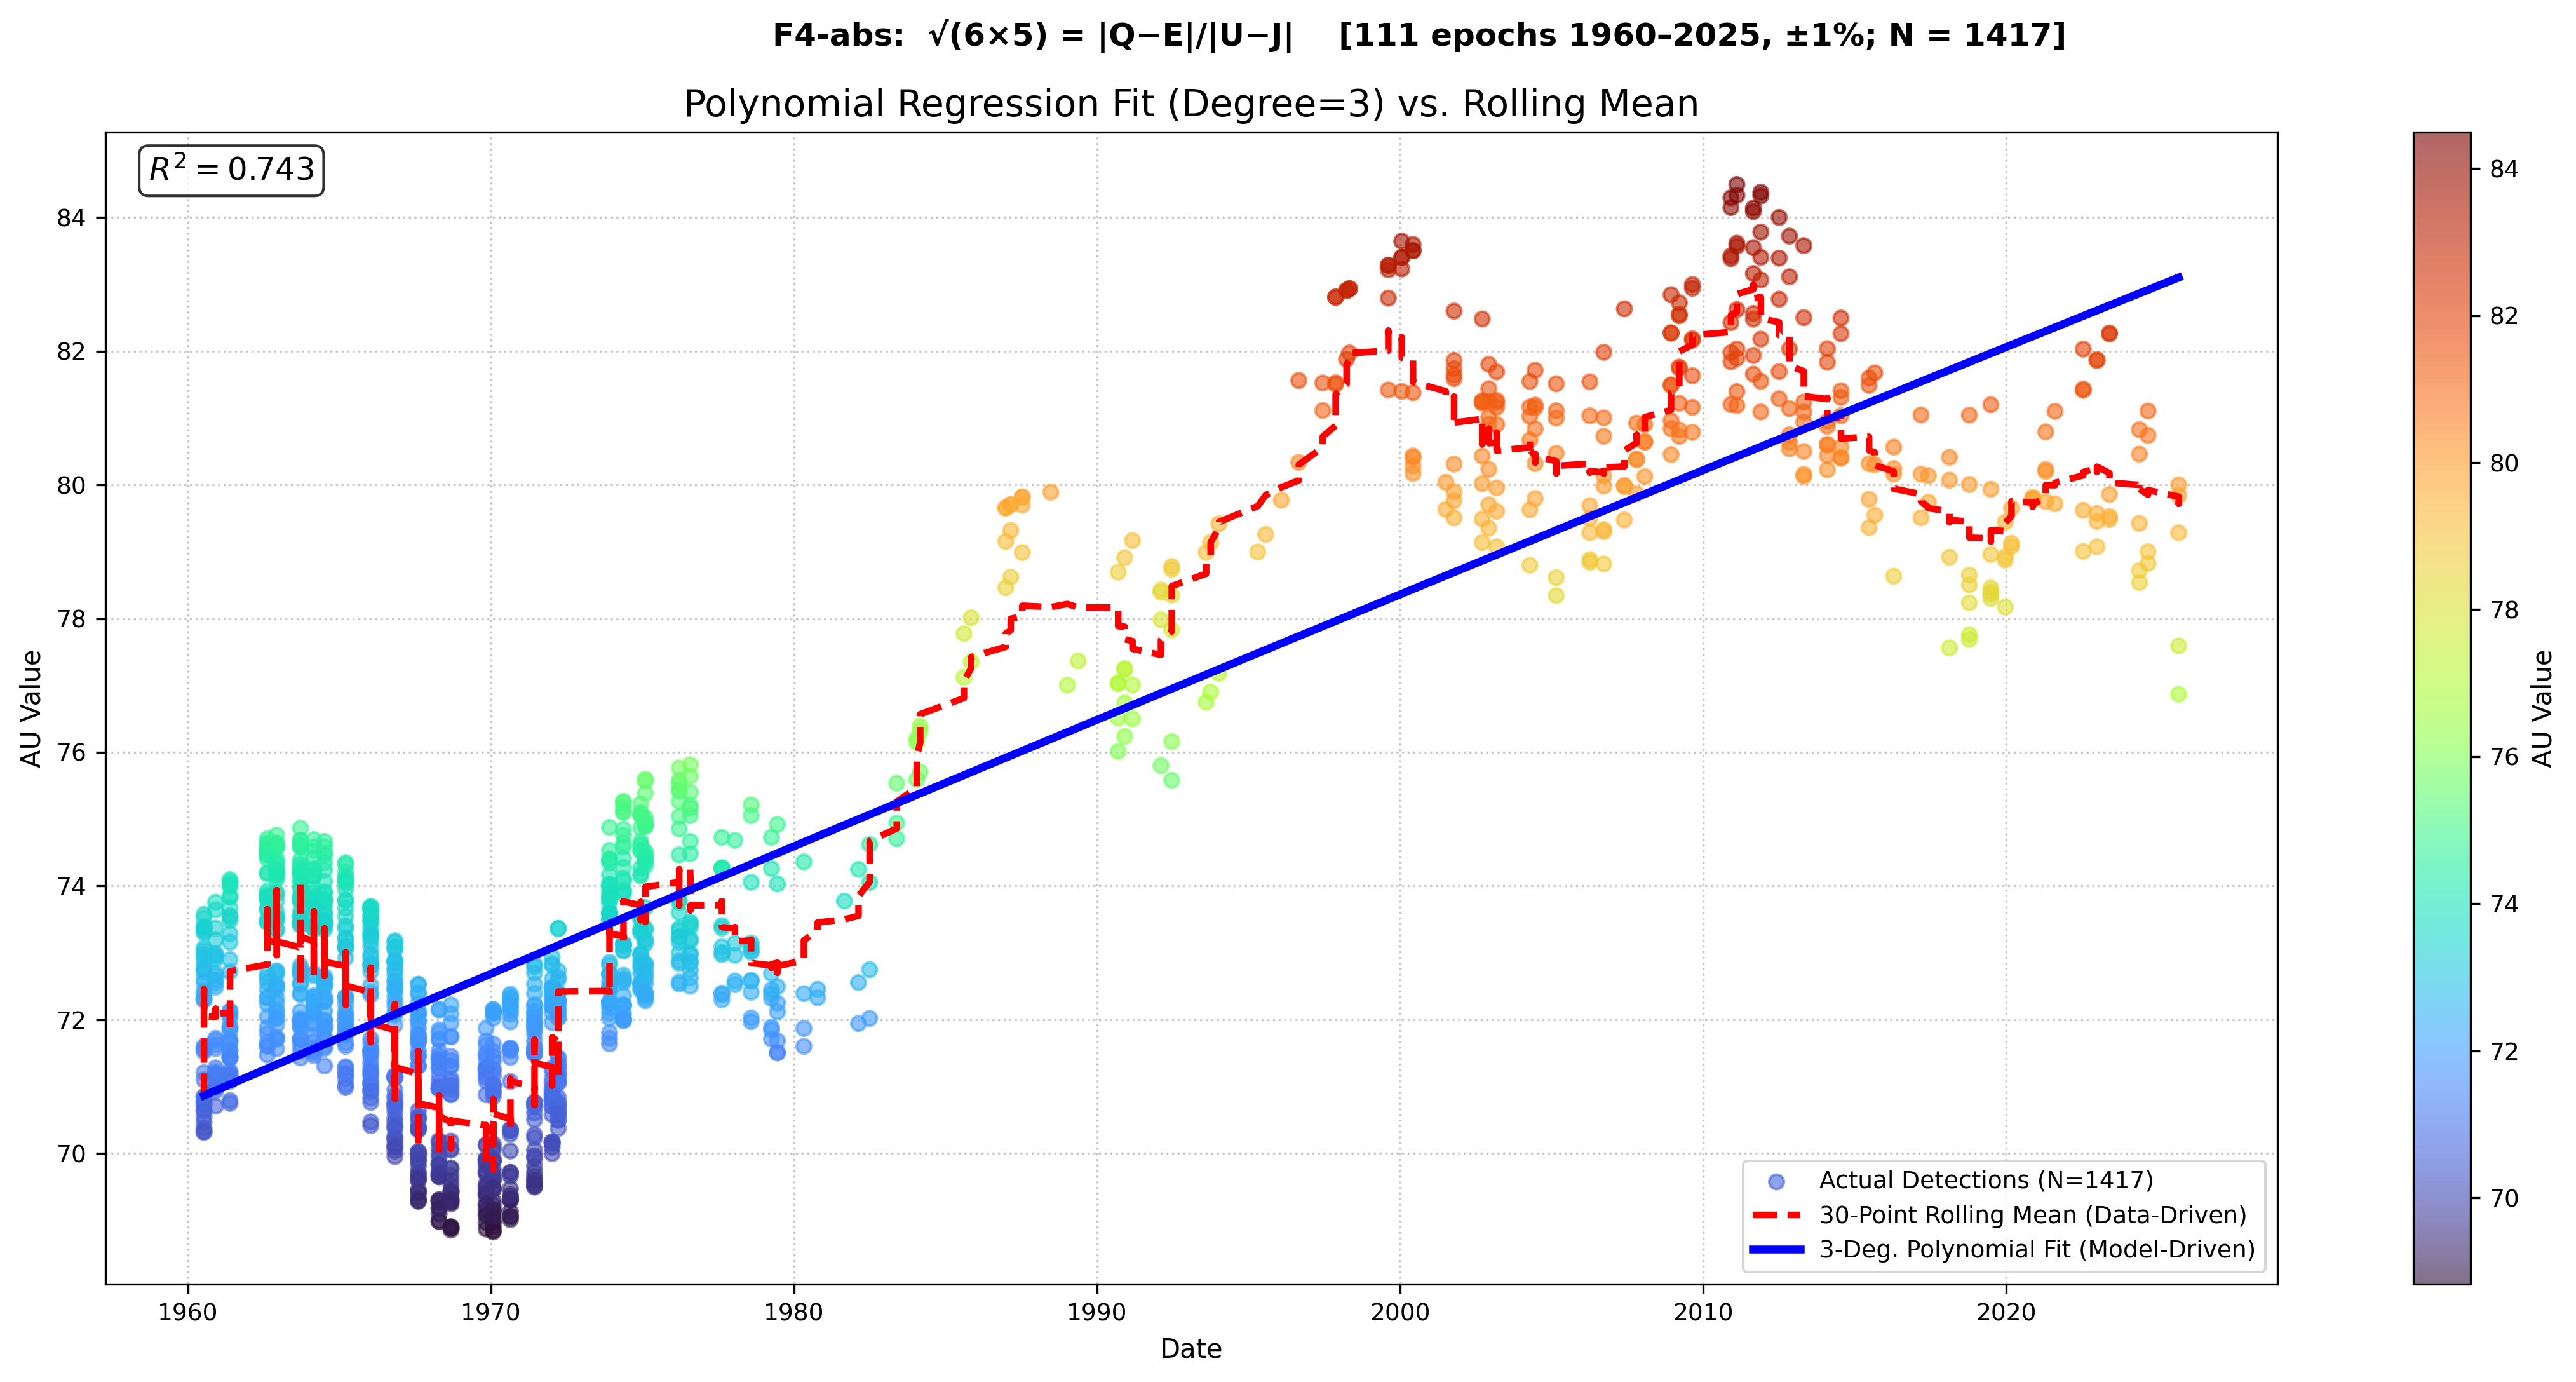 F4-abs: √(6×5) = |Q−E|/|U−J| [111 epochs 1960–2025, ±1%; N = 1417]
Polynomial Regression Fit (Degree=3) vs. Rolling Mean
R² = 0.743
AU Value
84
82
80
78
76
74
72
70
1960
1970
1980
1990
2000
2010
2020
Date
Actual Detections (N=1417)
30-Point Rolling Mean (Data-Driven)
3-Deg. Polynomial Fit (Model-Driven)
84
82
80
78
76
74
72
70
AU Value